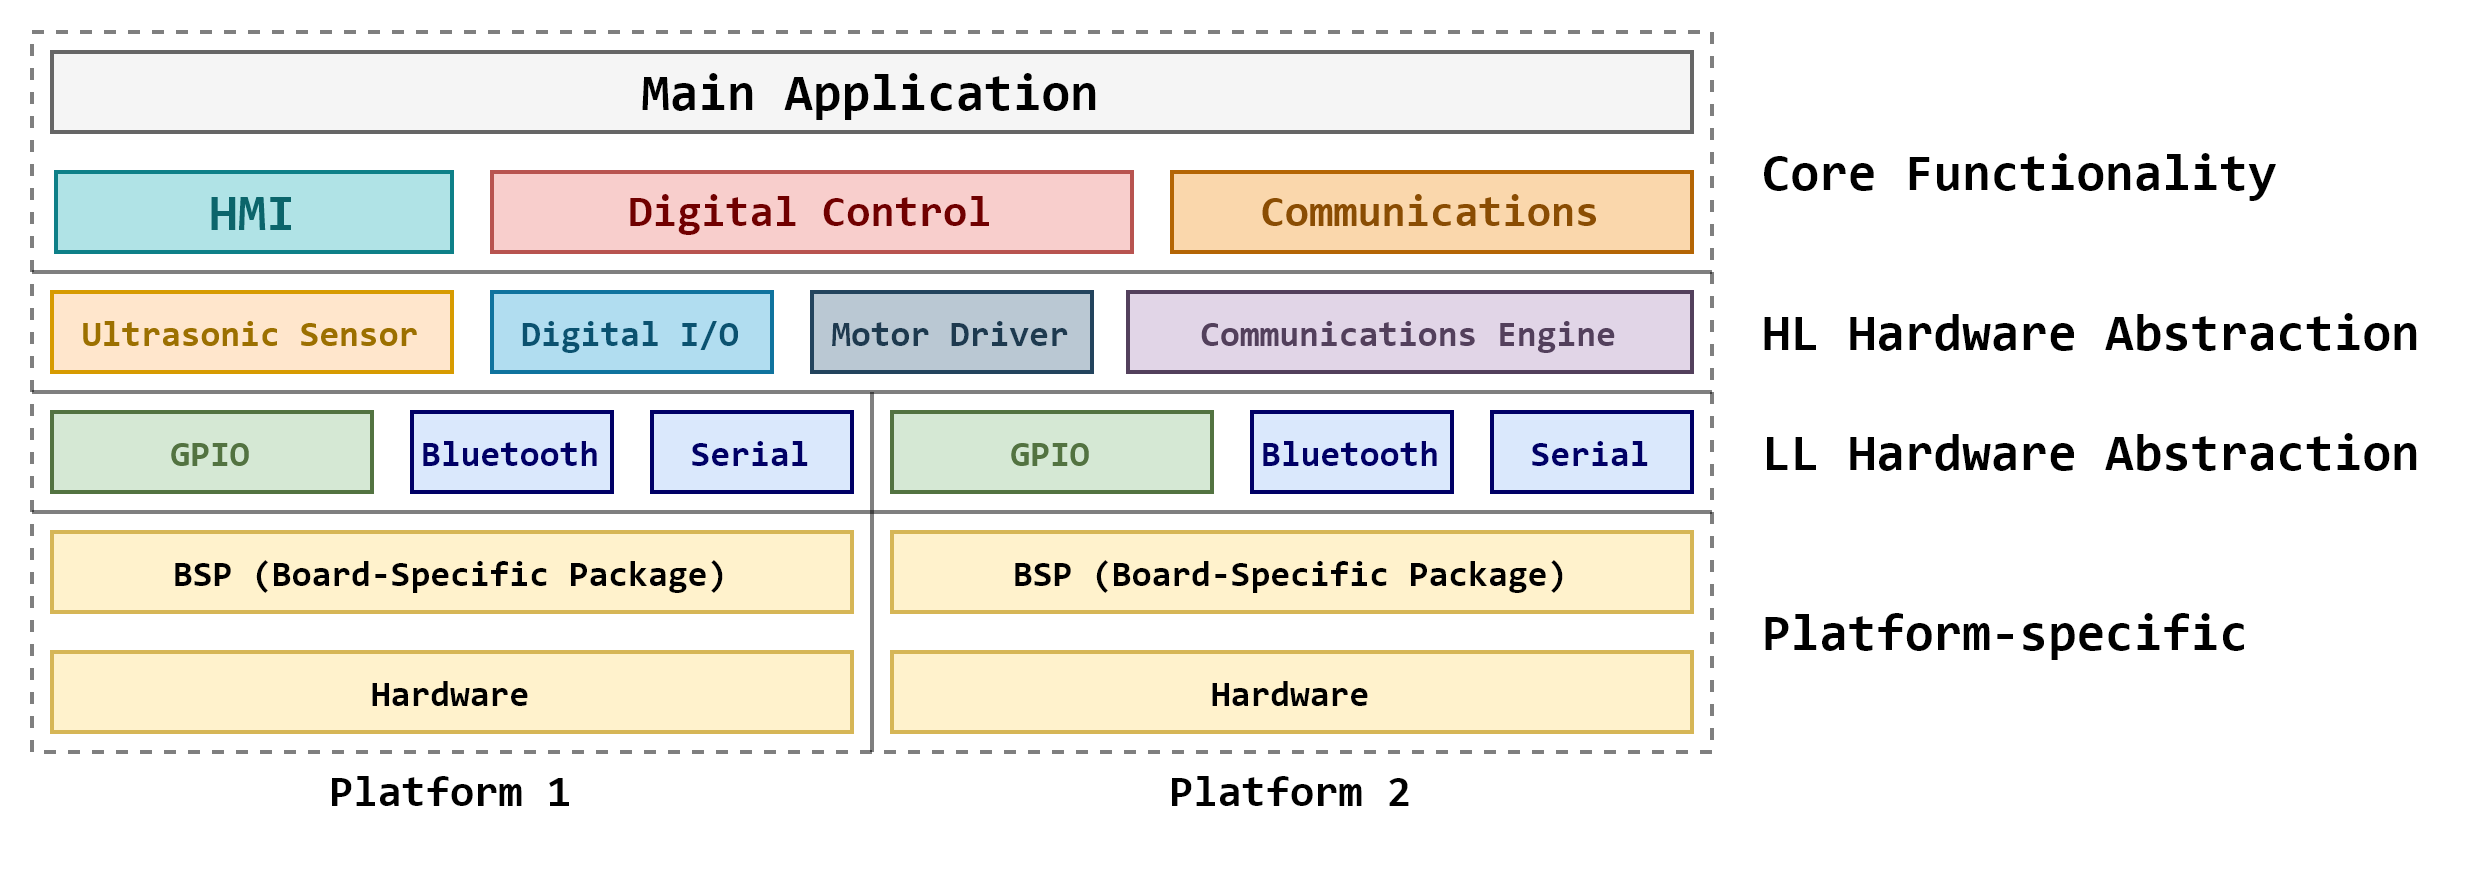 Main Application
Core Functionality
HMI
Digital Control
Communications
Ultrasonic Sensor
Digital I/O
Motor Driver
Communications Engine
HL Hardware Abstraction
GPIO
Bluetooth
Serial
GPIO
Bluetooth
Serial
LL Hardware Abstraction
BSP (Board-Specific Package)
BSP (Board-Specific Package)
Platform-specific
Hardware
Hardware
Platform 1
Platform 2